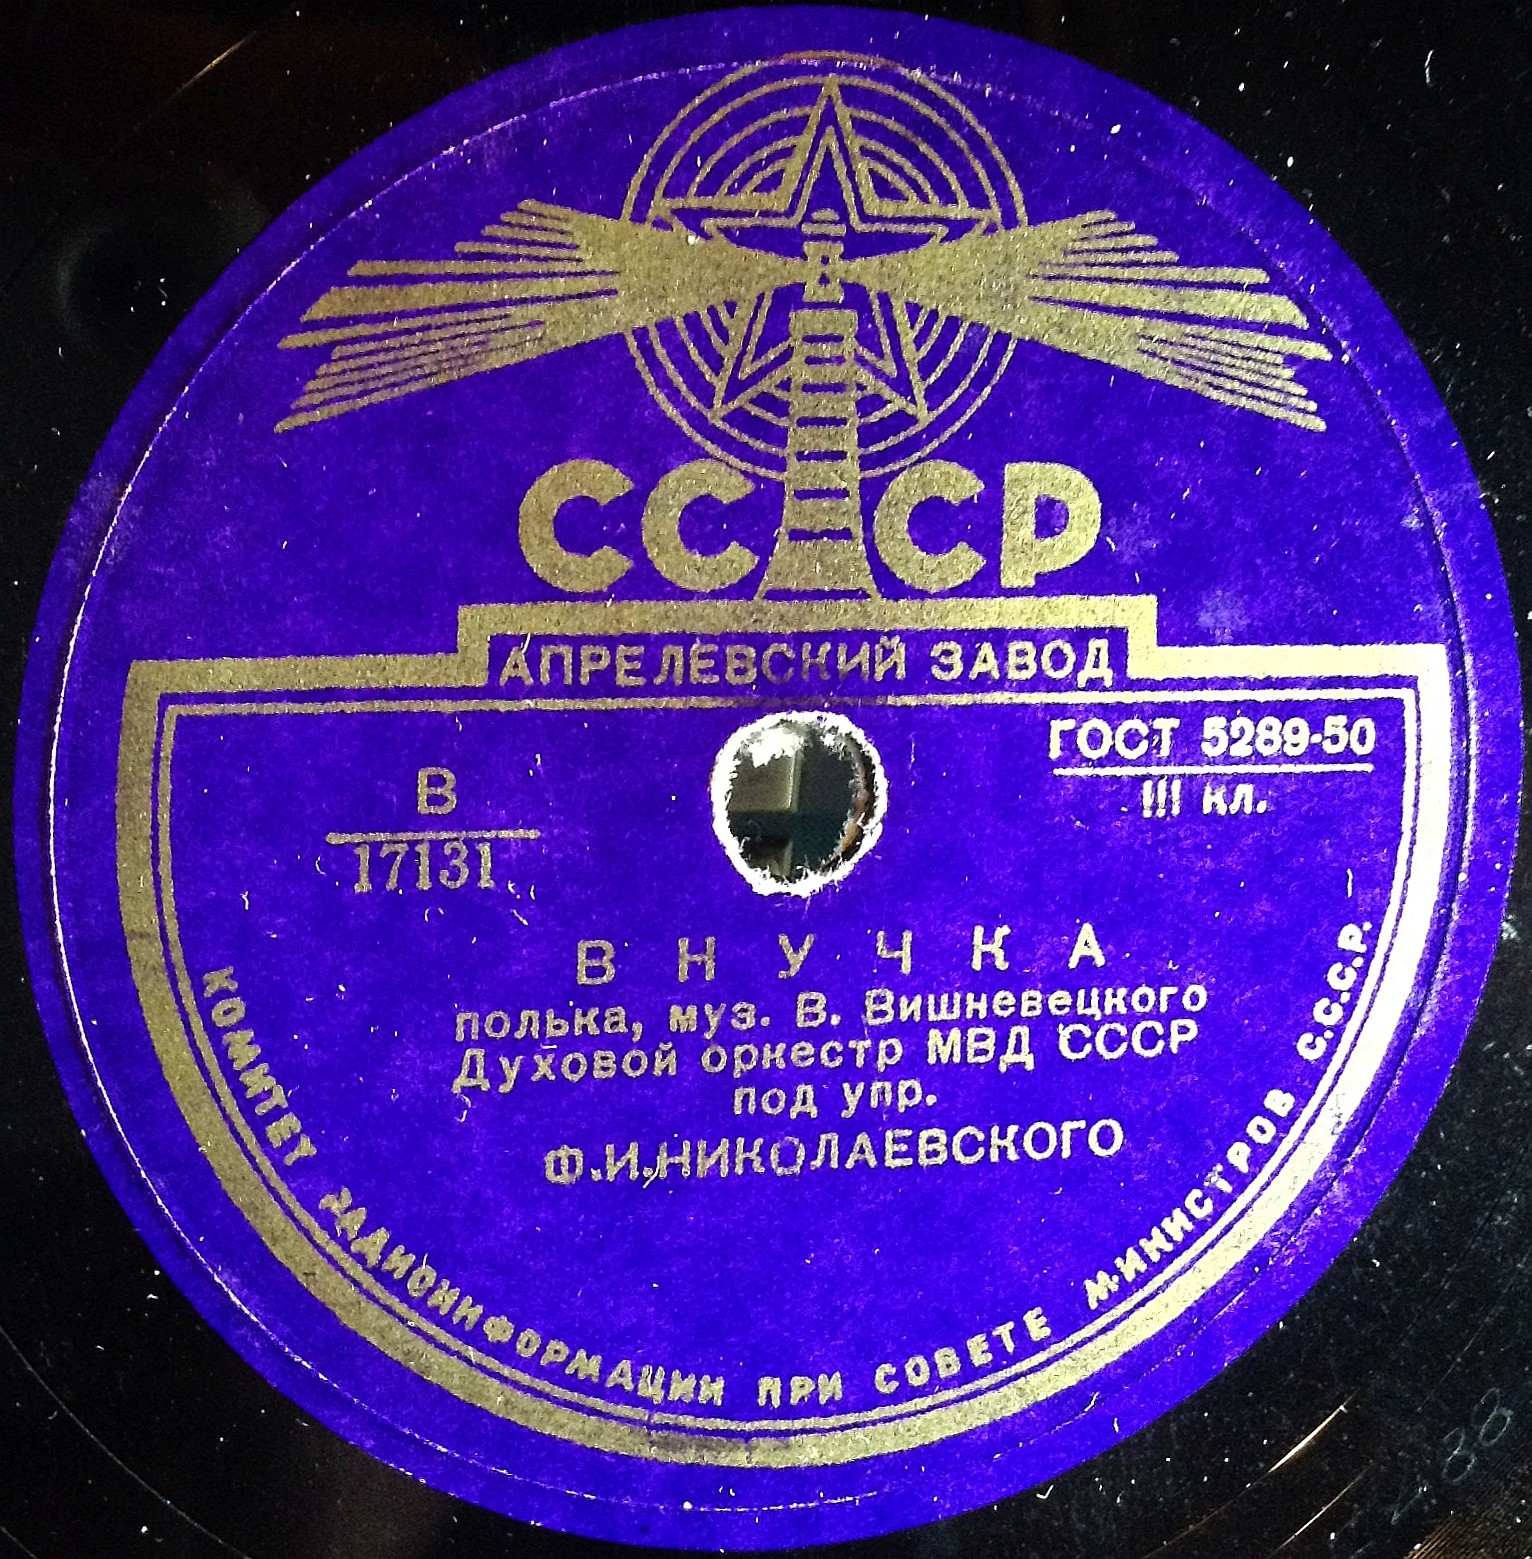 СССР
АПРЕЛЕВСКИЙ ЗАВОД
ГОСТ 5289-50
III кл.
В
17131
ВНУЧКА
полька, муз. В. Вишневецкого
Духовой оркестр МВД СССР
под упр.
Ф.И.НИКОЛАЕВСКОГО
КОМИТЕТ РАДИОИНФОРМАЦИИ ПРИ СОВЕТЕ МИНИСТРОВ С.С.С.Р.